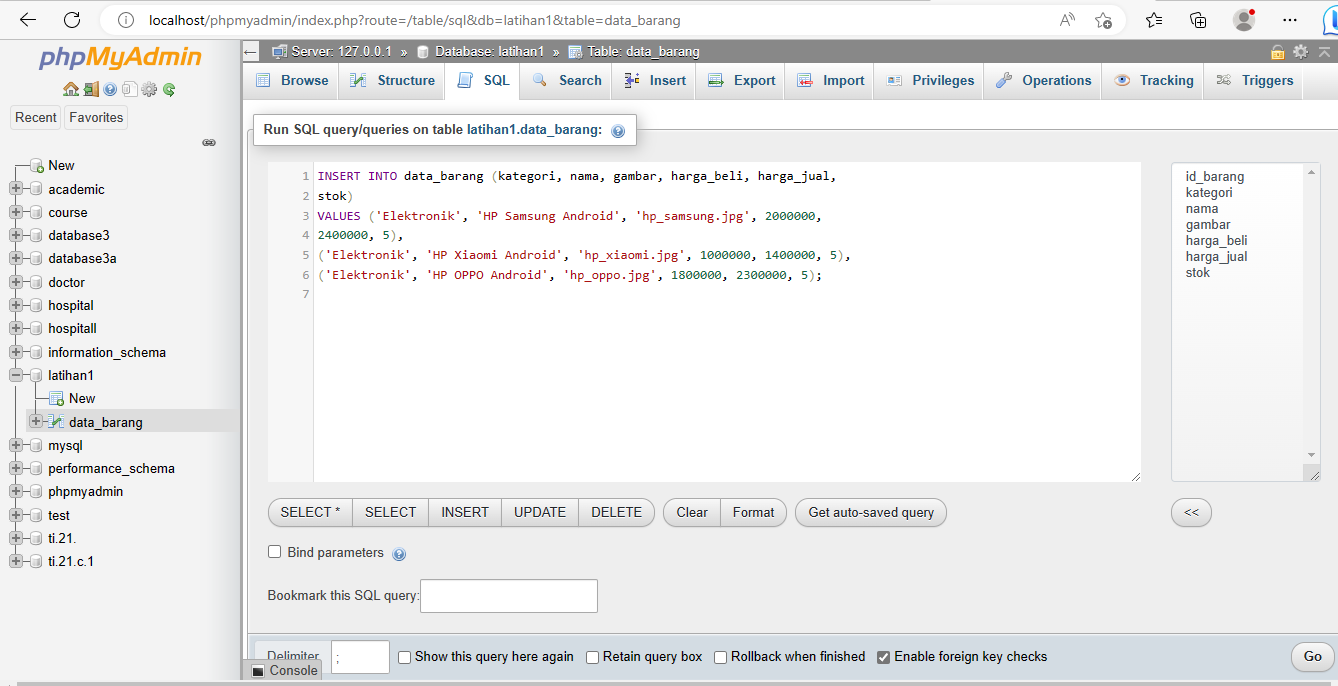 localhost/phpmyadmin/index.php?route=/table/sql&db=latihan1&table=data_barang
phpMyAdmin
Recent
Favorites
New
academic
course
database3
database3a
doctor
hospital
hospitall
information_schema
latihan1
New
data_barang
mysql
performance_schema
phpmyadmin
test
ti.21.
ti.21.c.1
Server: 127.0.0.1 » Database: latihan1 » Table: data_barang
Browse Structure SQL Search Insert Export Import Privileges Operations Tracking Triggers
Run SQL query/queries on table latihan1.data_barang:
1 INSERT INTO data_barang (kategori, nama, gambar, harga_beli, harga_jual,
2 stok)
3 VALUES ('Elektronik', 'HP Samsung Android', 'hp_samsung.jpg', 2000000,
4 2400000, 5),
5 ('Elektronik', 'HP Xiaomi Android', 'hp_xiaomi.jpg', 1000000, 1400000, 5),
6 ('Elektronik', 'HP OPPO Android', 'hp_oppo.jpg', 1800000, 2300000, 5);
7
id_barang
kategori
nama
gambar
harga_beli
harga_jual
stok
SELECT * SELECT INSERT UPDATE DELETE Clear Format Get auto-saved query <<
Bind parameters
Bookmark this SQL query:
Delimiter ; Show this query here again Retain query box Rollback when finished Enable foreign key checks Go
Console